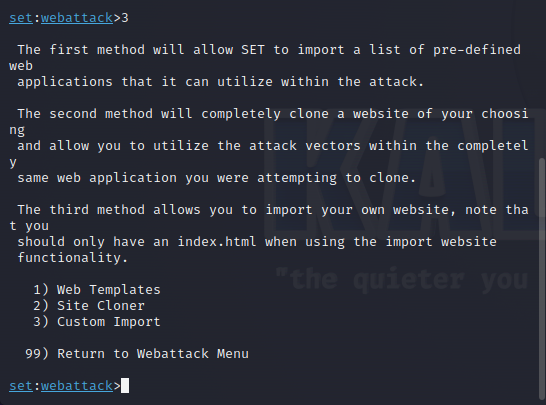 set:webattack>3
The first method will allow SET to import a list of pre-defined
web
applications that it can utilize within the attack.
The second method will completely clone a website of your choosi
ng
and allow you to utilize the attack vectors within the completel
y
same web application you were attempting to clone.
The third method allows you to import your own website, note tha
t you
should only have an index.html when using the import website
functionality.
1) Web Templates
2) Site Cloner
3) Custom Import
99) Return to Webattack Menu
set:webattack>
KAL
"the quieter you